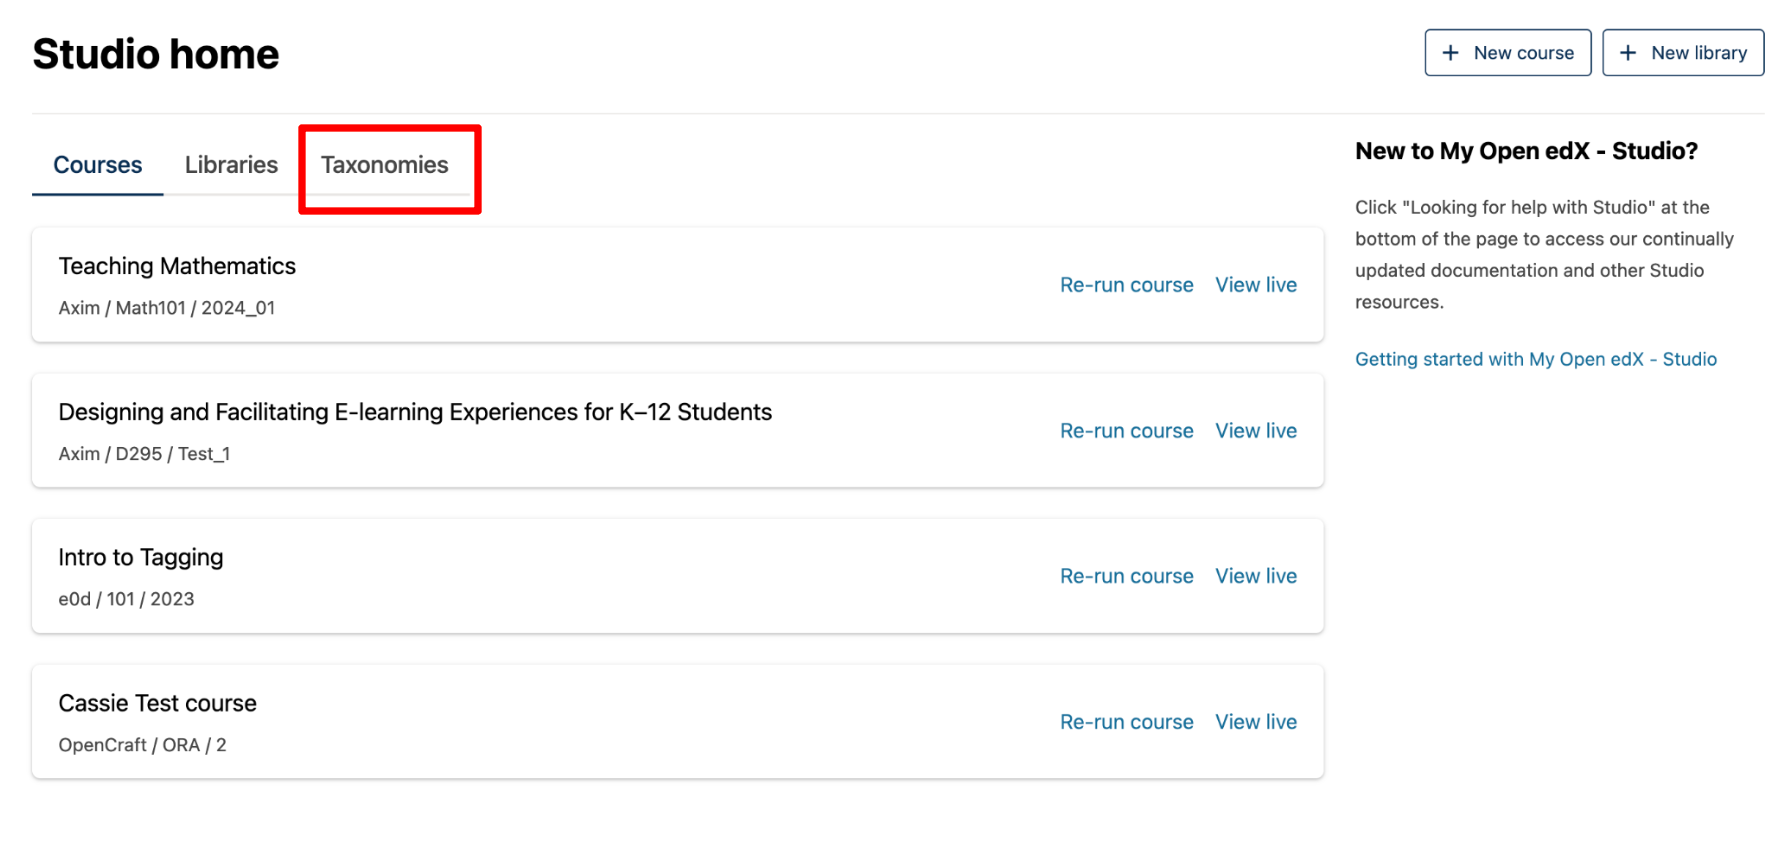 Studio home
+ New course
+ New library
Courses
Libraries
Taxonomies
Teaching Mathematics
Axim / Math101 / 2024_01
Re-run course
View live
Designing and Facilitating E-learning Experiences for K–12 Students
Axim / D295 / Test_1
Re-run course
View live
Intro to Tagging
e0d / 101 / 2023
Re-run course
View live
Cassie Test course
OpenCraft / ORA / 2
Re-run course
View live
New to My Open edX - Studio?
Click "Looking for help with Studio" at the
bottom of the page to access our continually
updated documentation and other Studio
resources.
Getting started with My Open edX - Studio